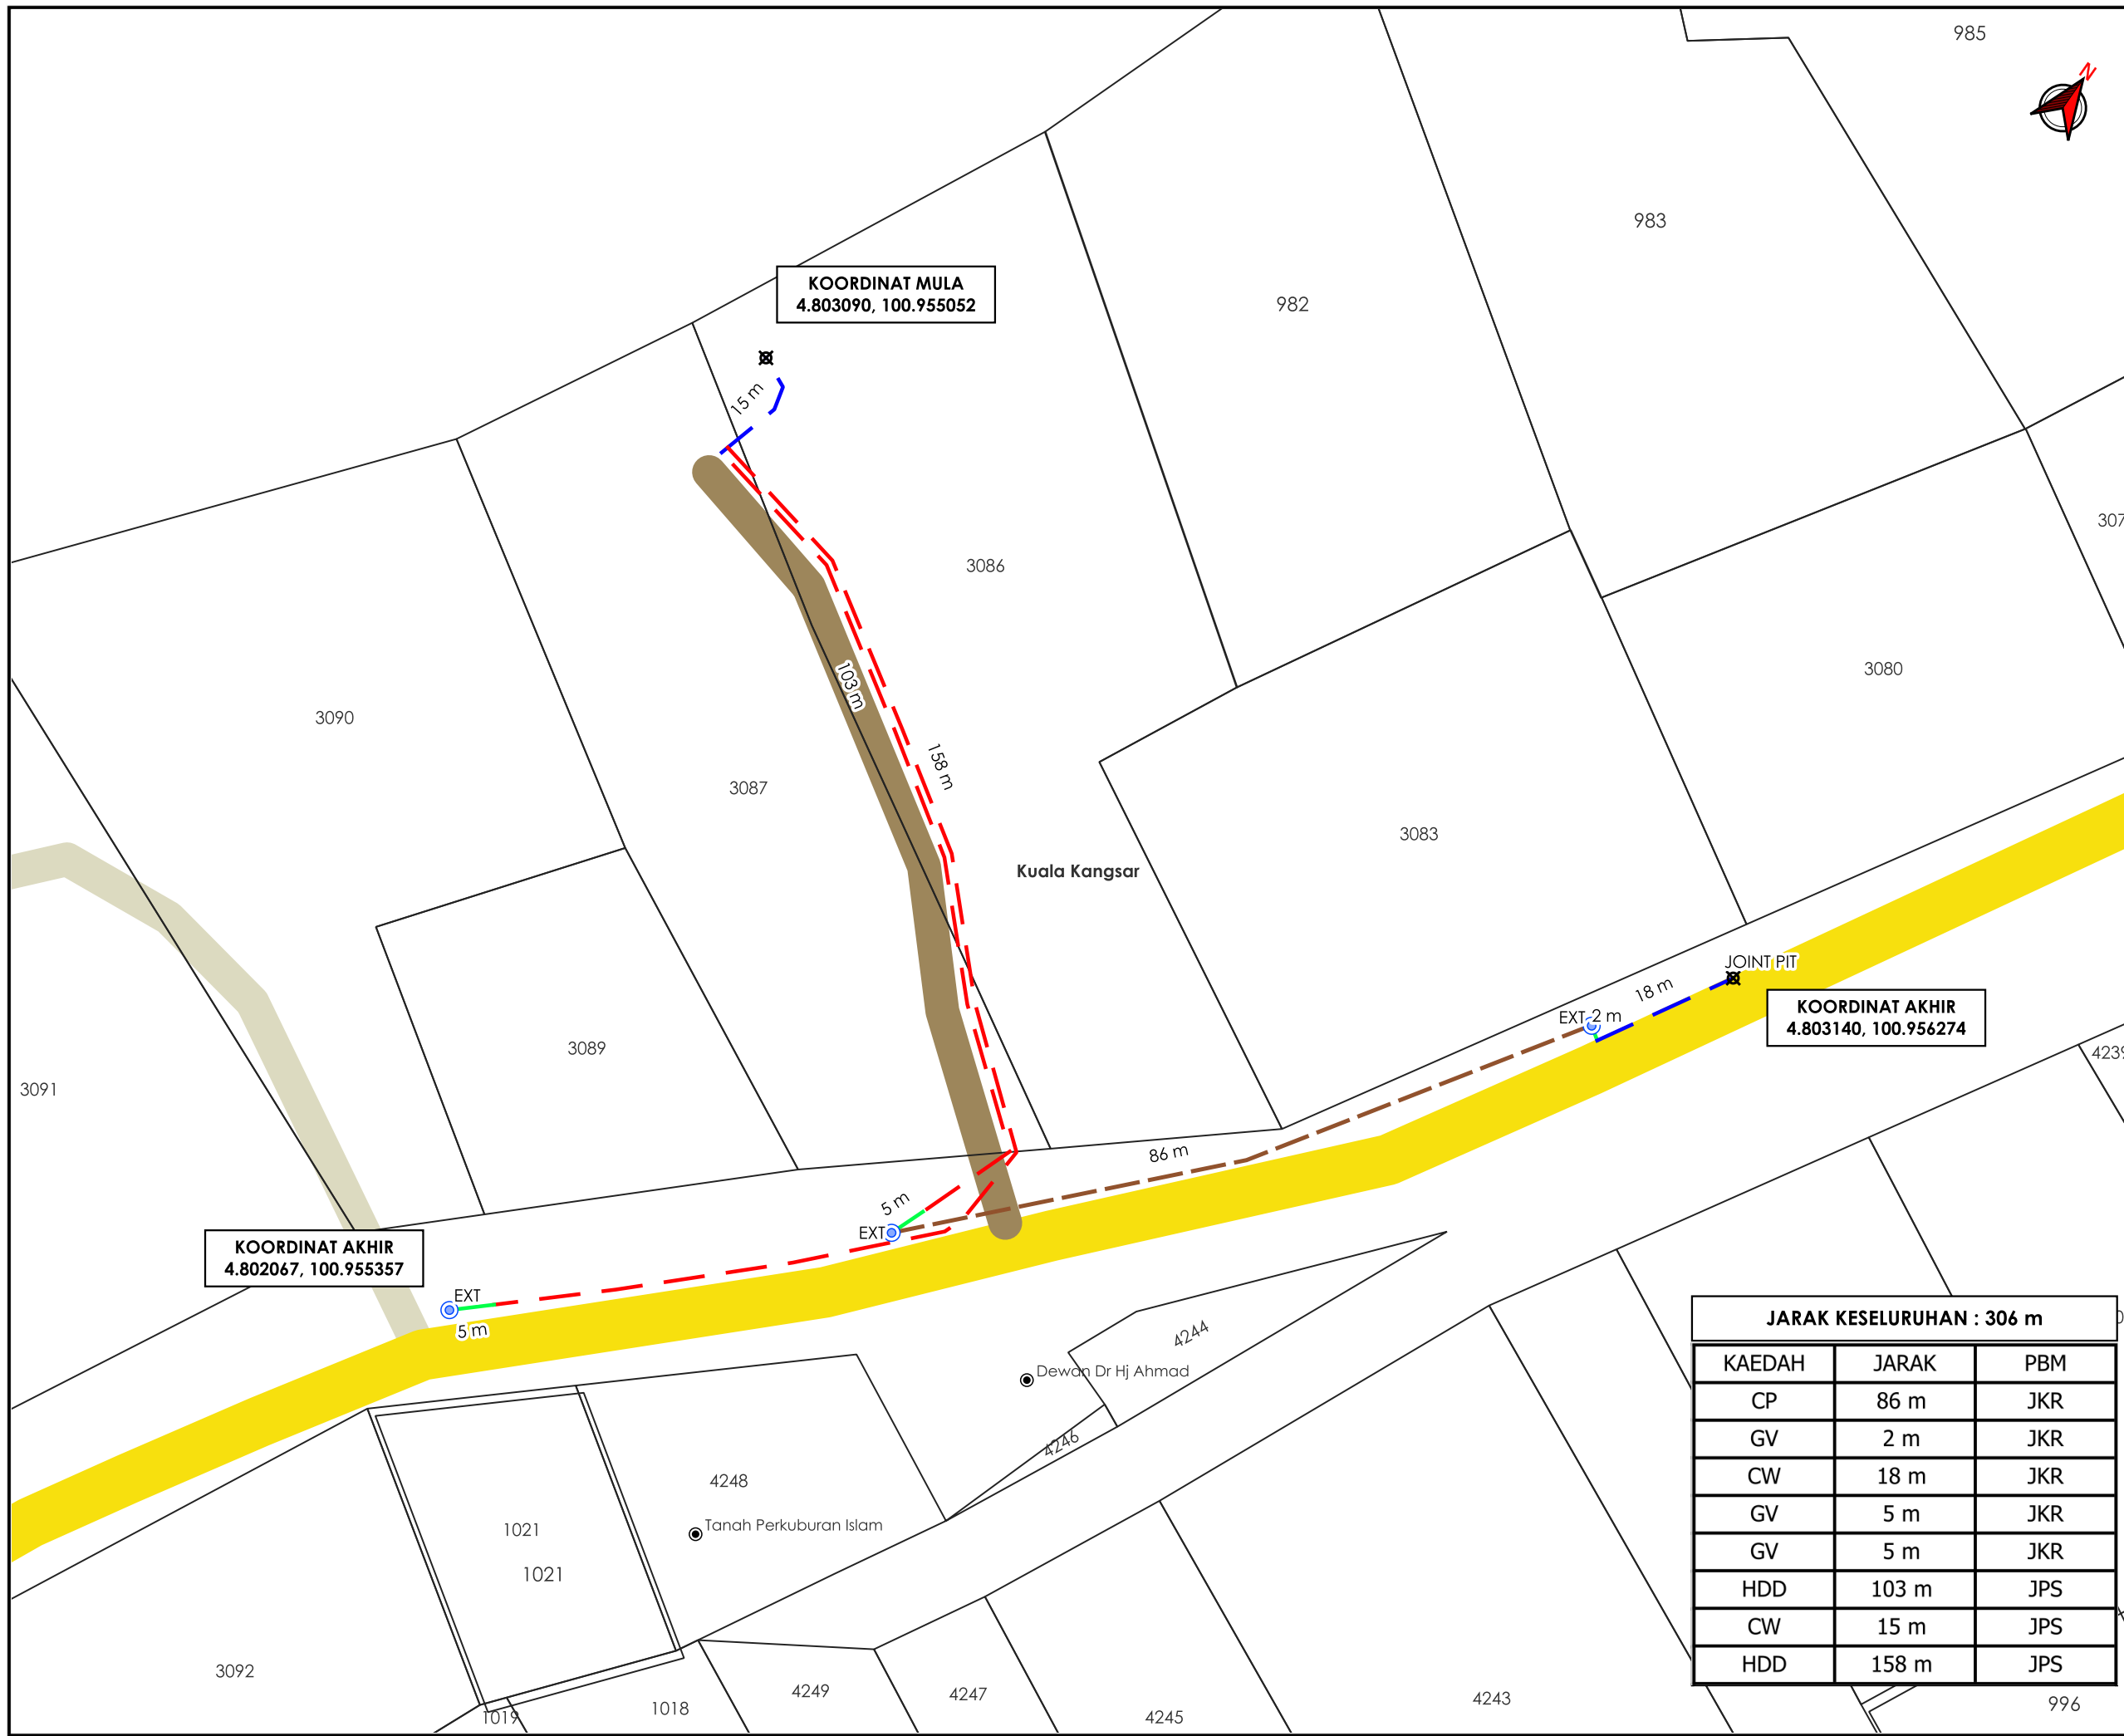 985
N
983
KOORDINAT MULA
4.803090, 100.955052
982
15 m
307
3086
3080
103 m
3090
158 m
3087
3083
Kuala Kangsar
JOINT PIT
18 m
EXT 2 m
KOORDINAT AKHIR
4.803140, 100.956274
3089
4239
3091
86 m
5 m
EXT
KOORDINAT AKHIR
4.802067, 100.955357
EXT
5 m
4244
Dewan Dr Hj Ahmad
4246
4248
Tanah Perkuburan Islam
1021
1021
3092
1019
1018
4249
4247
4245
4243
996
JARAK KESELURUHAN : 306 m
KAEDAH JARAK PBM
CP 86 m JKR
GV 2 m JKR
CW 18 m JKR
GV 5 m JKR
GV 5 m JKR
HDD 103 m JPS
CW 15 m JPS
HDD 158 m JPS